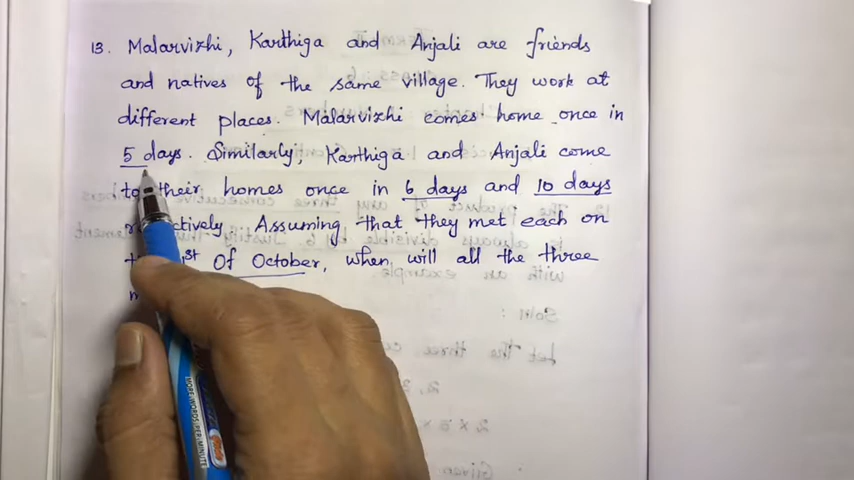 13. Malarvizhi, Karthiga and Anjali are friends
and natives of the same village. They work at
different places. Malarvizhi comes home once in
5 days. Similarly, Karthiga and Anjali come
to their homes once in 6 days and 10 days
Assuming that they met each on
1st Of October, when will all the three